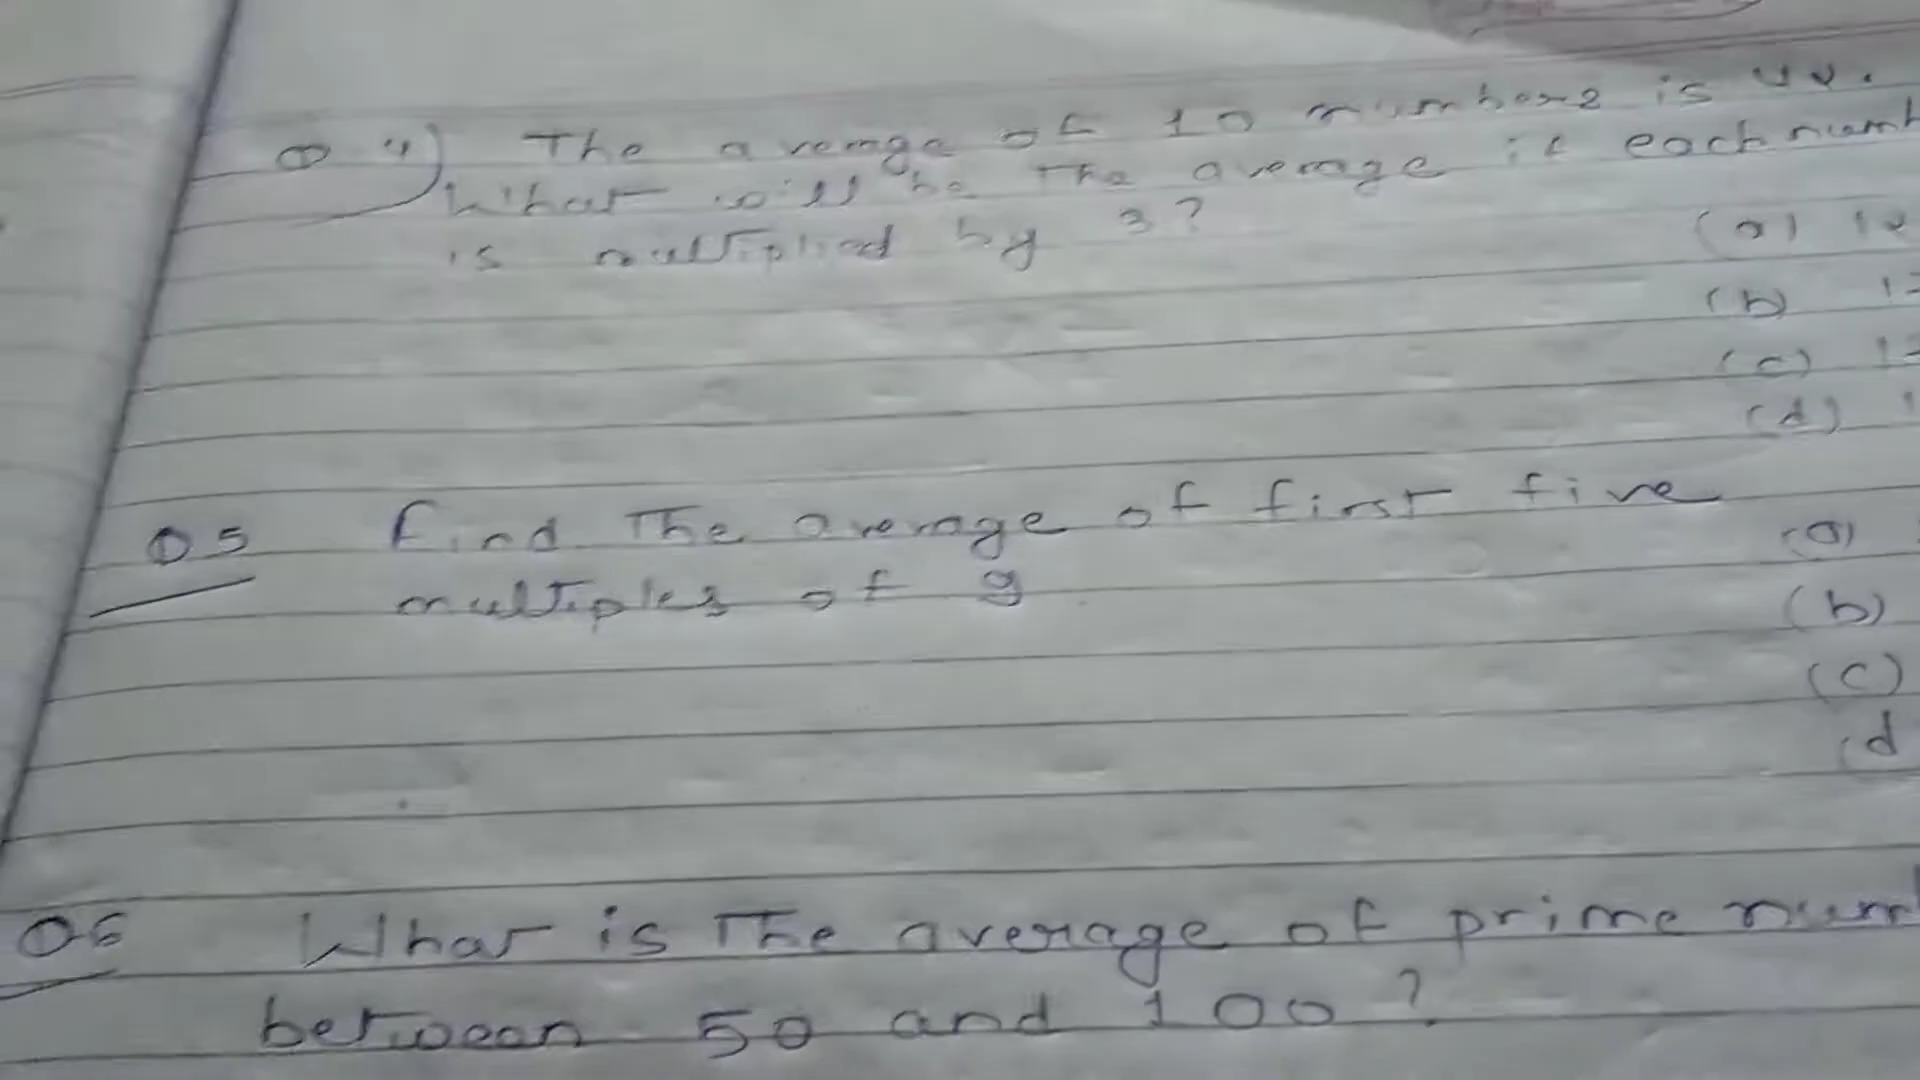 Q 4) The average of 10 numbers is
What will be The average if each numb
is multiplied by 3?
(a)
(b)
(c)
(d)
Q5 Find The average of first five
multiples of 9
(a)
(b)
(c)
(d
Q6 What is The average of prime num
between 50 and 100?